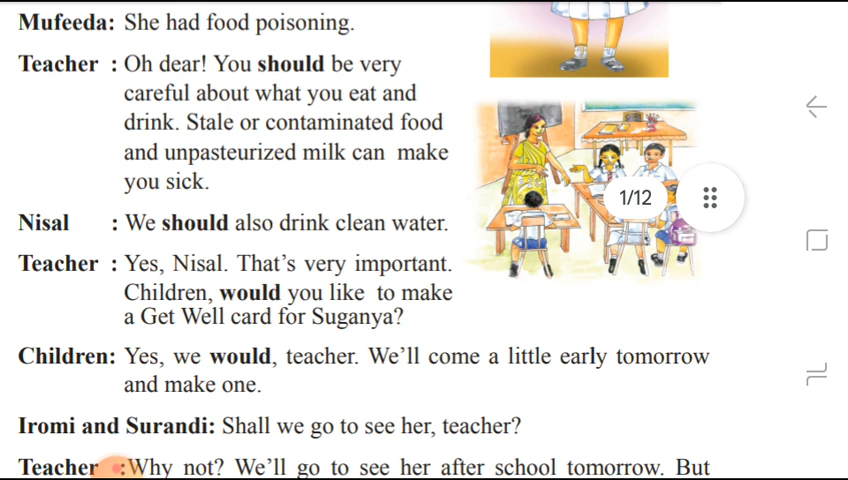 Mufeeda: She had food poisoning.
Teacher : Oh dear! You should be very
careful about what you eat and
drink. Stale or contaminated food
and unpasteurized milk can make
you sick.
Nisal : We should also drink clean water.
Teacher : Yes, Nisal. That's very important.
Children, would you like to make
a Get Well card for Suganya?
Children: Yes, we would, teacher. We'll come a little early tomorrow
and make one.
Iromi and Surandi: Shall we go to see her, teacher?
Teacher :Why not? We'll go to see her after school tomorrow. But
1/12